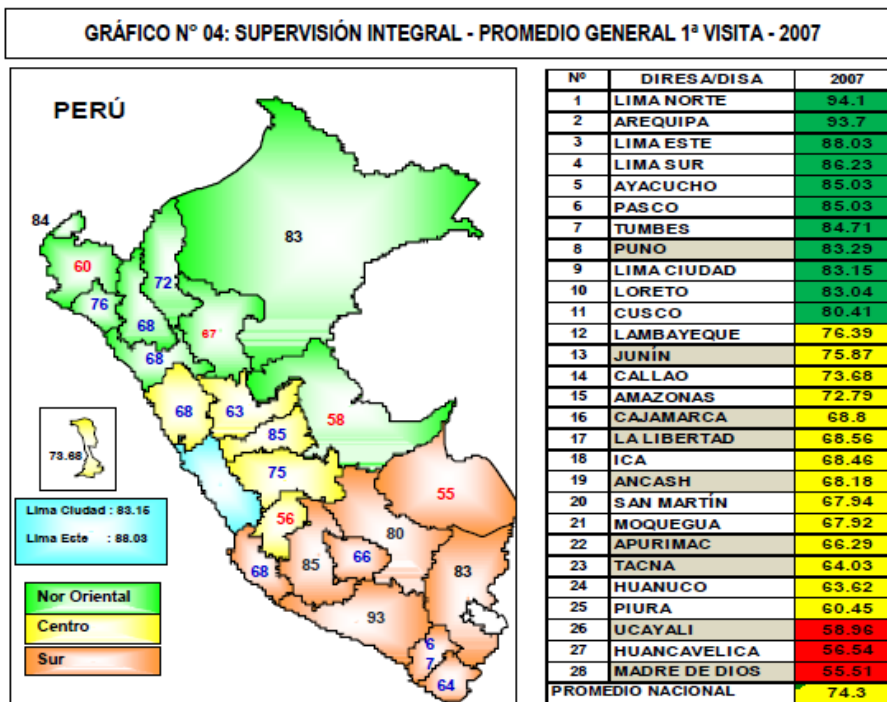 GRÁFICO N° 04: SUPERVISIÓN INTEGRAL - PROMEDIO GENERAL 1ª VISITA - 2007
PERÚ
84
83
60
72
76
68
67
68
68
63
58
85
73.68
75
55
56
80
66
68
85
83
93
6
7
64
Lima Ciudad : 83.15
Lima Este : 88.03
Nor Oriental
Centro
Sur
Nº DIRESA/DISA 2007
1 LIMA NORTE 94.1
2 AREQUIPA 93.7
3 LIMA ESTE 88.03
4 LIMA SUR 86.23
5 AYACUCHO 85.03
6 PASCO 85.03
7 TUMBES 84.71
8 PUNO 83.29
9 LIMA CIUDAD 83.15
10 LORETO 83.04
11 CUSCO 80.41
12 LAMBAYEQUE 76.39
13 JUNÍN 75.87
14 CALLAO 73.68
15 AMAZONAS 72.79
16 CAJAMARCA 68.8
17 LA LIBERTAD 68.56
18 ICA 68.46
19 ANCASH 68.18
20 SAN MARTÍN 67.94
21 MOQUEGUA 67.92
22 APURIMAC 66.29
23 TACNA 64.03
24 HUANUCO 63.62
25 PIURA 60.45
26 UCAYALI 58.96
27 HUANCAVELICA 56.54
28 MADRE DE DIOS 55.51
PROMEDIO NACIONAL 74.3